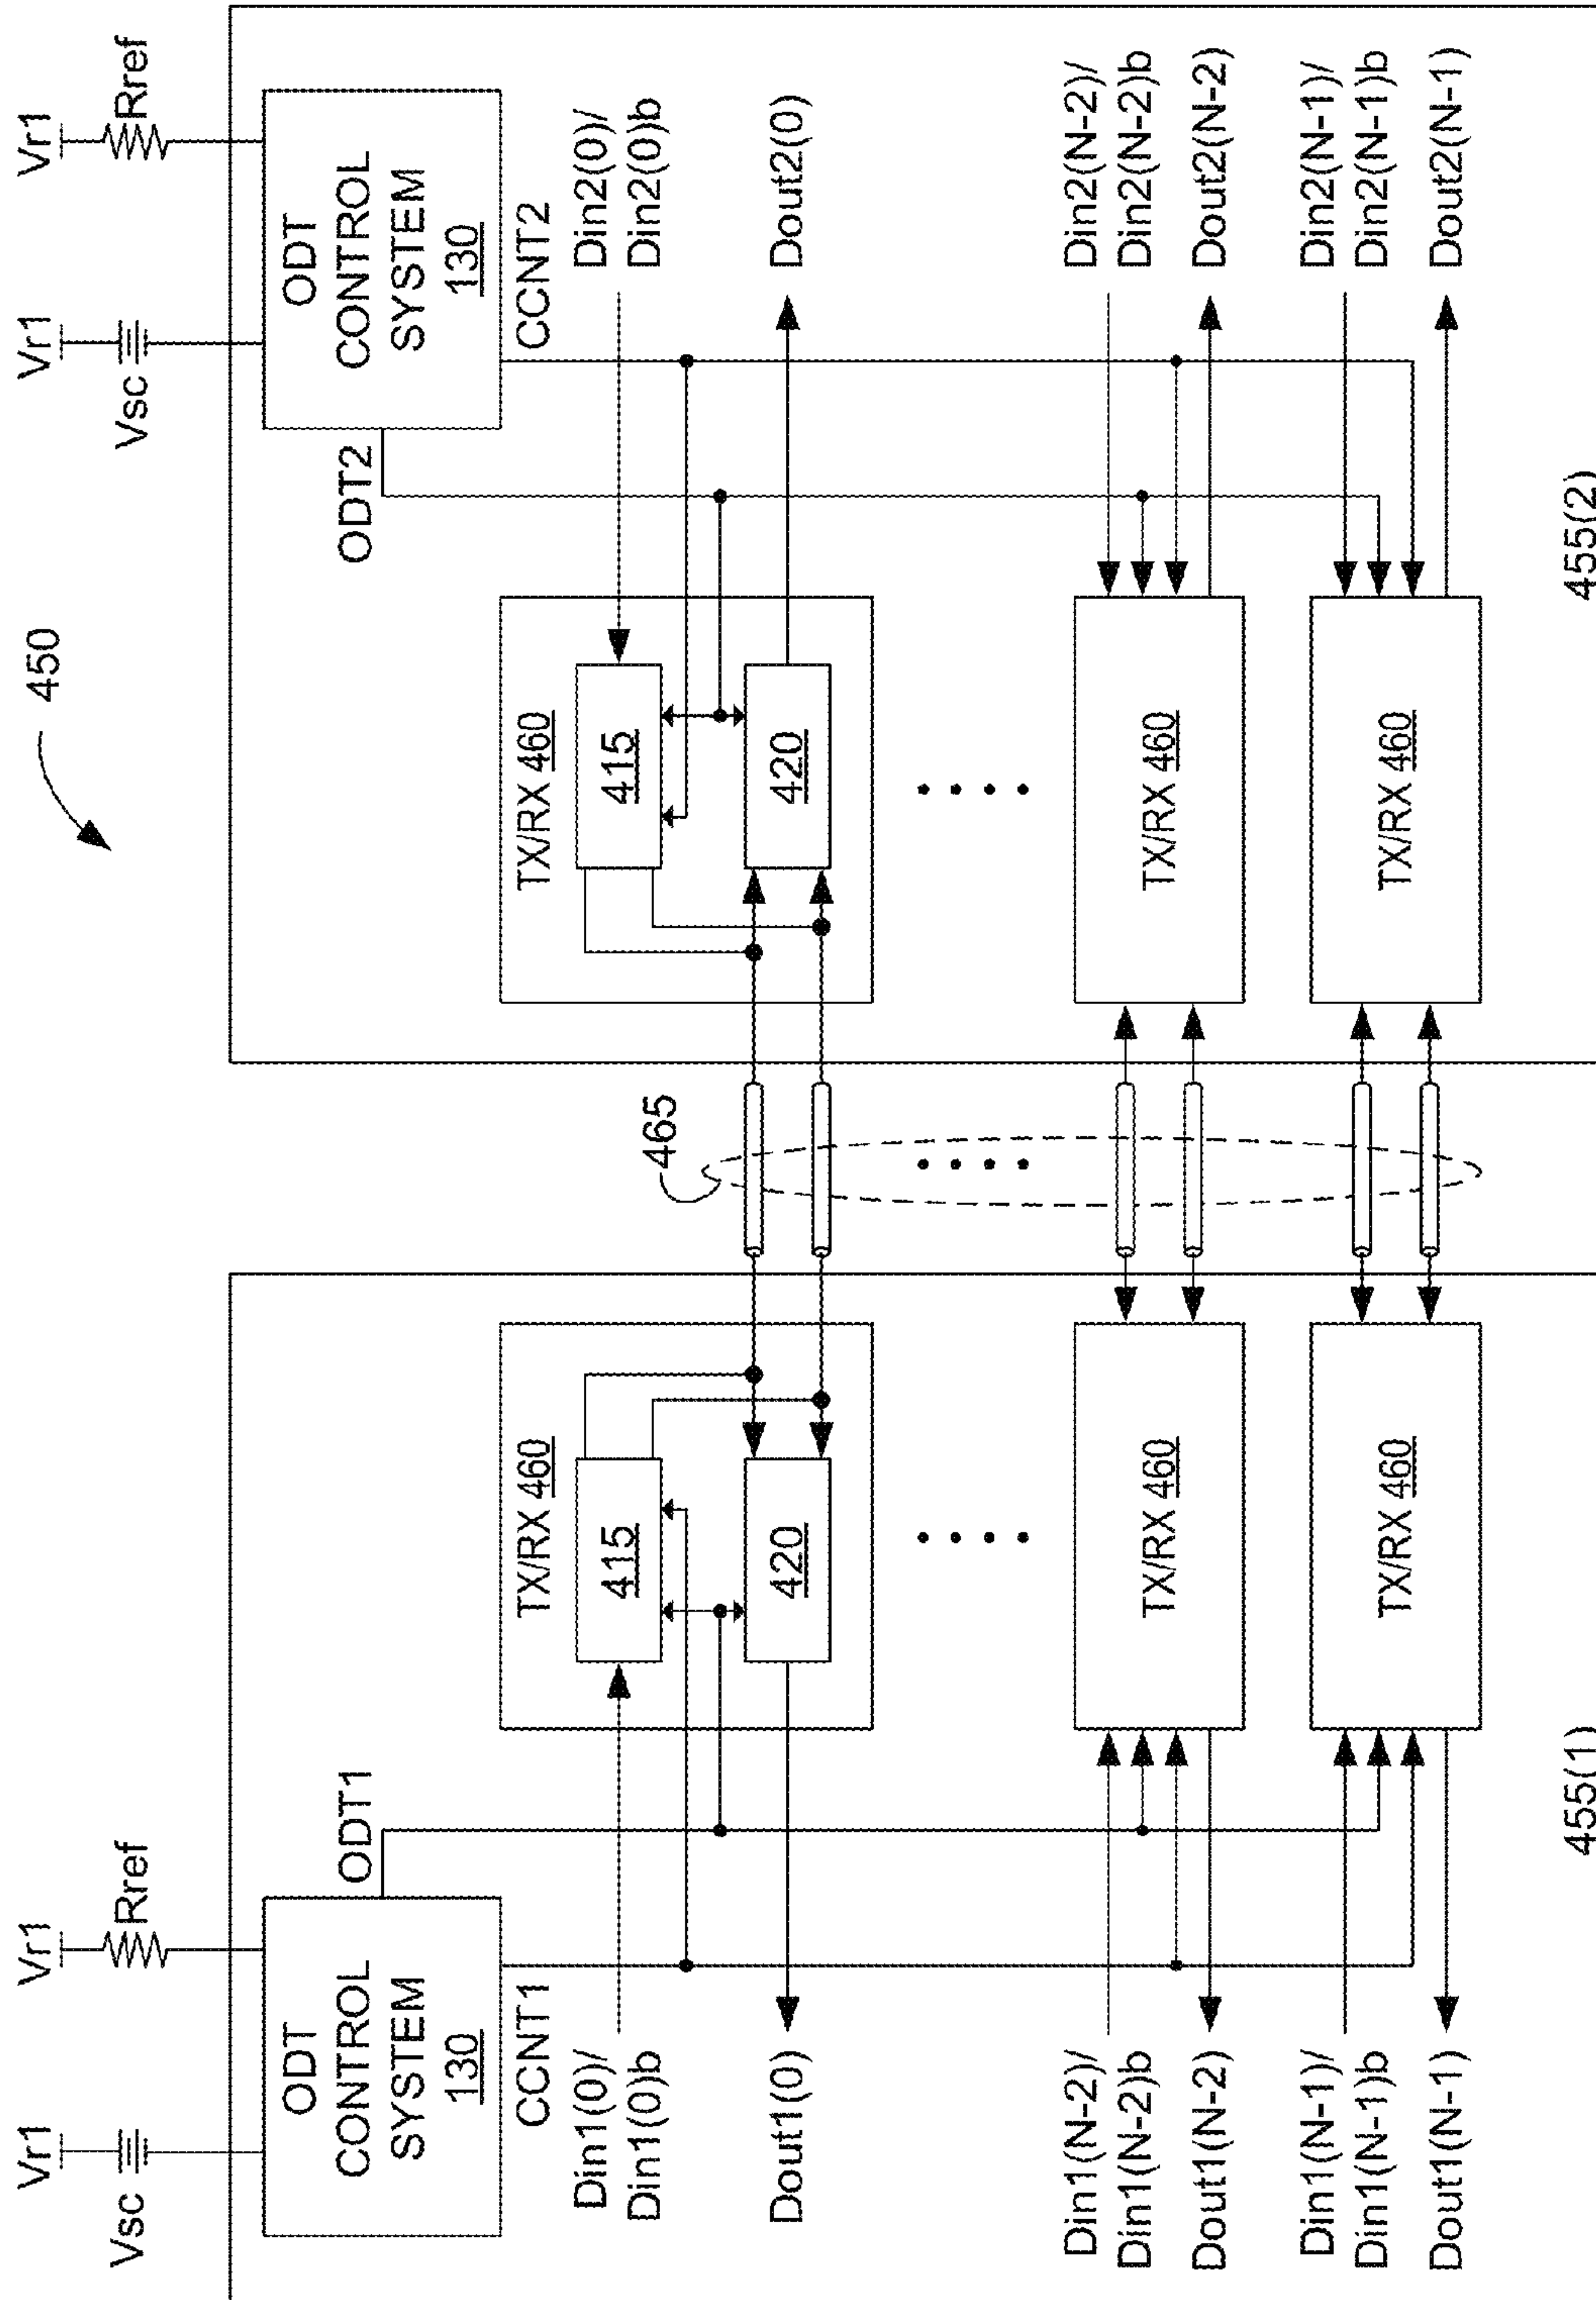 450
Vr1
Vr1
Vr1
Vr1
Vsc
Rref
Vsc
Rref
ODT
CONTROL
SYSTEM
130
ODT1
CCNT1
ODT2
ODT
CONTROL
SYSTEM
130
CCNT2
Din1(0)/
Din1(0)b
Dout1(0)
TX/RX 460
415
420
465
TX/RX 460
415
420
Din2(0)/
Din2(0)b
Dout2(0)
Din1(N-2)/
Din1(N-2)b
Dout1(N-2)
TX/RX 460
TX/RX 460
Din2(N-2)/
Din2(N-2)b
Dout2(N-2)
Din1(N-1)/
Din1(N-1)b
Dout1(N-1)
TX/RX 460
TX/RX 460
Din2(N-1)/
Din2(N-1)b
Dout2(N-1)
455(1)
455(2)